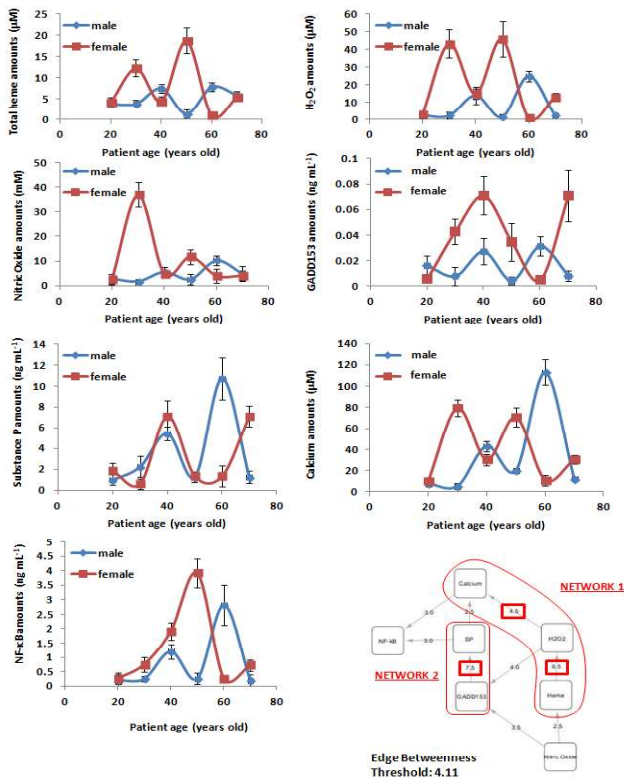 Total heme amounts (µM)
25
20
15
10
5
0
male
female
0
20
40
60
80
Patient age (years old)
H2O2 amounts (µM)
60
50
40
30
20
10
0
male
female
0
20
40
60
80
Patient age (years old)
Nitric Oxide amounts (mM)
50
40
30
20
10
0
male
female
0
20
40
60
80
Patient age (years old)
GADD153 amounts (ng mL-1)
0.1
0.08
0.06
0.04
0.02
0
male
female
0
20
40
60
80
Patient age (years old)
Substance P amounts (ng mL-1)
14
12
10
8
6
4
2
0
male
female
0
20
40
60
80
Patient age (years old)
Calcium amounts (µM)
140
120
100
80
60
40
20
0
male
female
0
20
40
60
80
Patient age (years old)
NF-κB amounts (ng mL-1)
5
4.5
4
3.5
3
2.5
2
1.5
1
0.5
0
male
female
0
20
40
60
80
Patient age (years old)
NETWORK 1
Calcium
3.0
2.5
4.5
NF-kB
3.0
SP
H2O2
NETWORK 2
7.5
4.0
6.5
GADD153
Heme
3.5
2.5
Nitric Oxide
Edge Betweenness
Threshold: 4.11